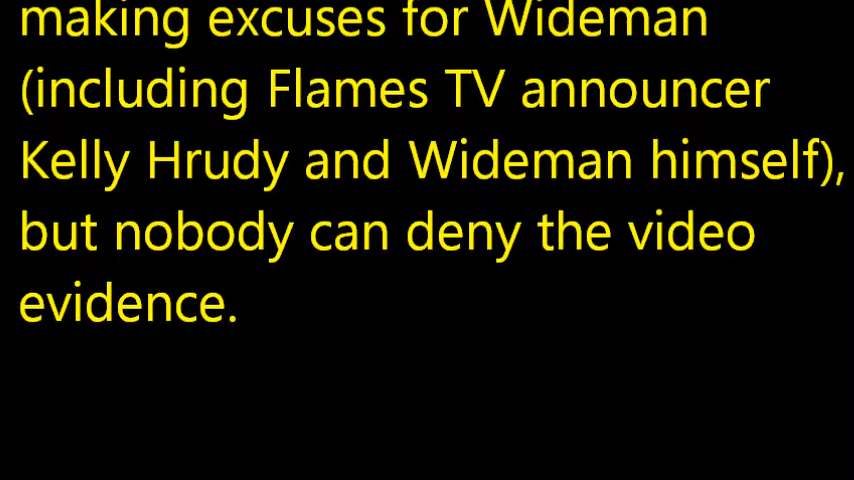 making excuses for Wideman
(including Flames TV announcer
Kelly Hrudy and Wideman himself),
but nobody can deny the video
evidence.